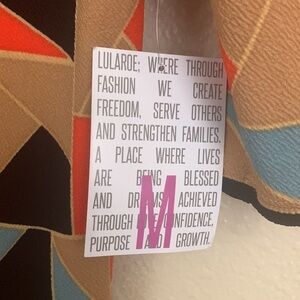 LULAROE; WHERE THROUGH
FASHION WE CREATE
FREEDOM, SERVE OTHERS
AND STRENGTHEN FAMILIES.
A PLACE WHERE LIVES
ARE BEING BLESSED
AND DREAMS ACHIEVED
THROUGH CONFIDENCE,
PURPOSE AND GROWTH.
M